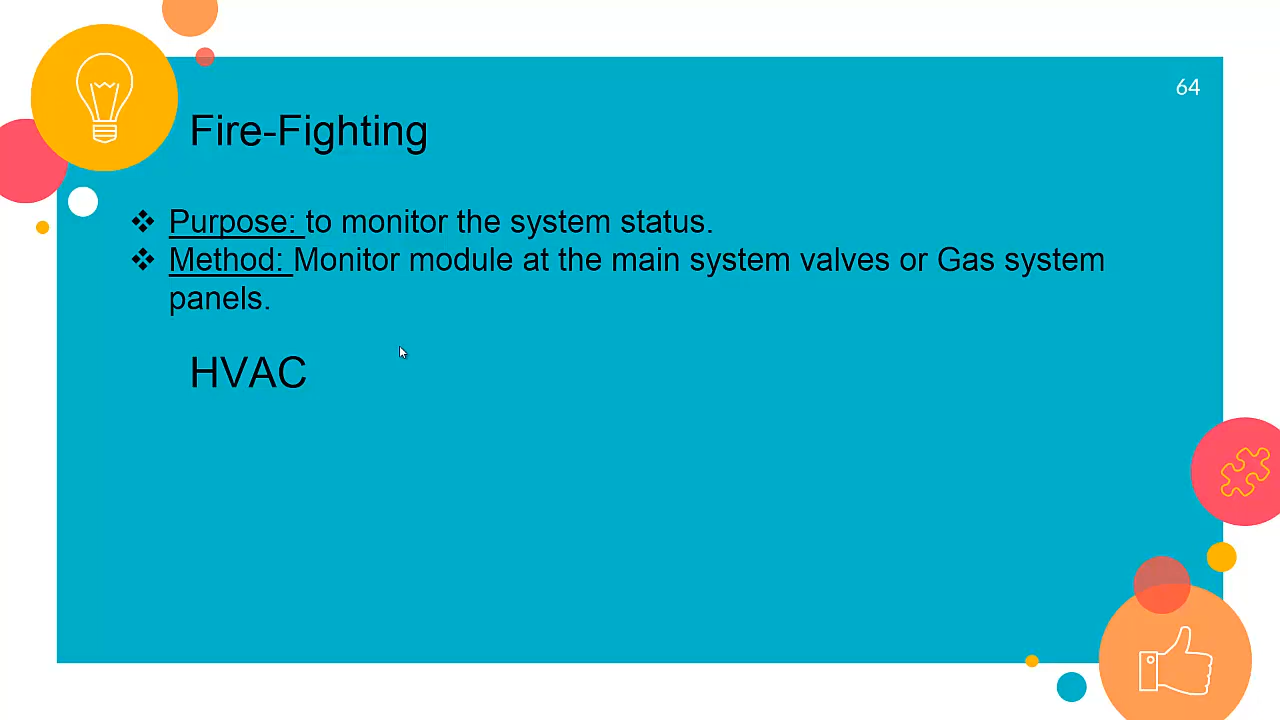 64
Fire-Fighting
❖ Purpose: to monitor the system status.
❖ Method: Monitor module at the main system valves or Gas system
panels.
HVAC